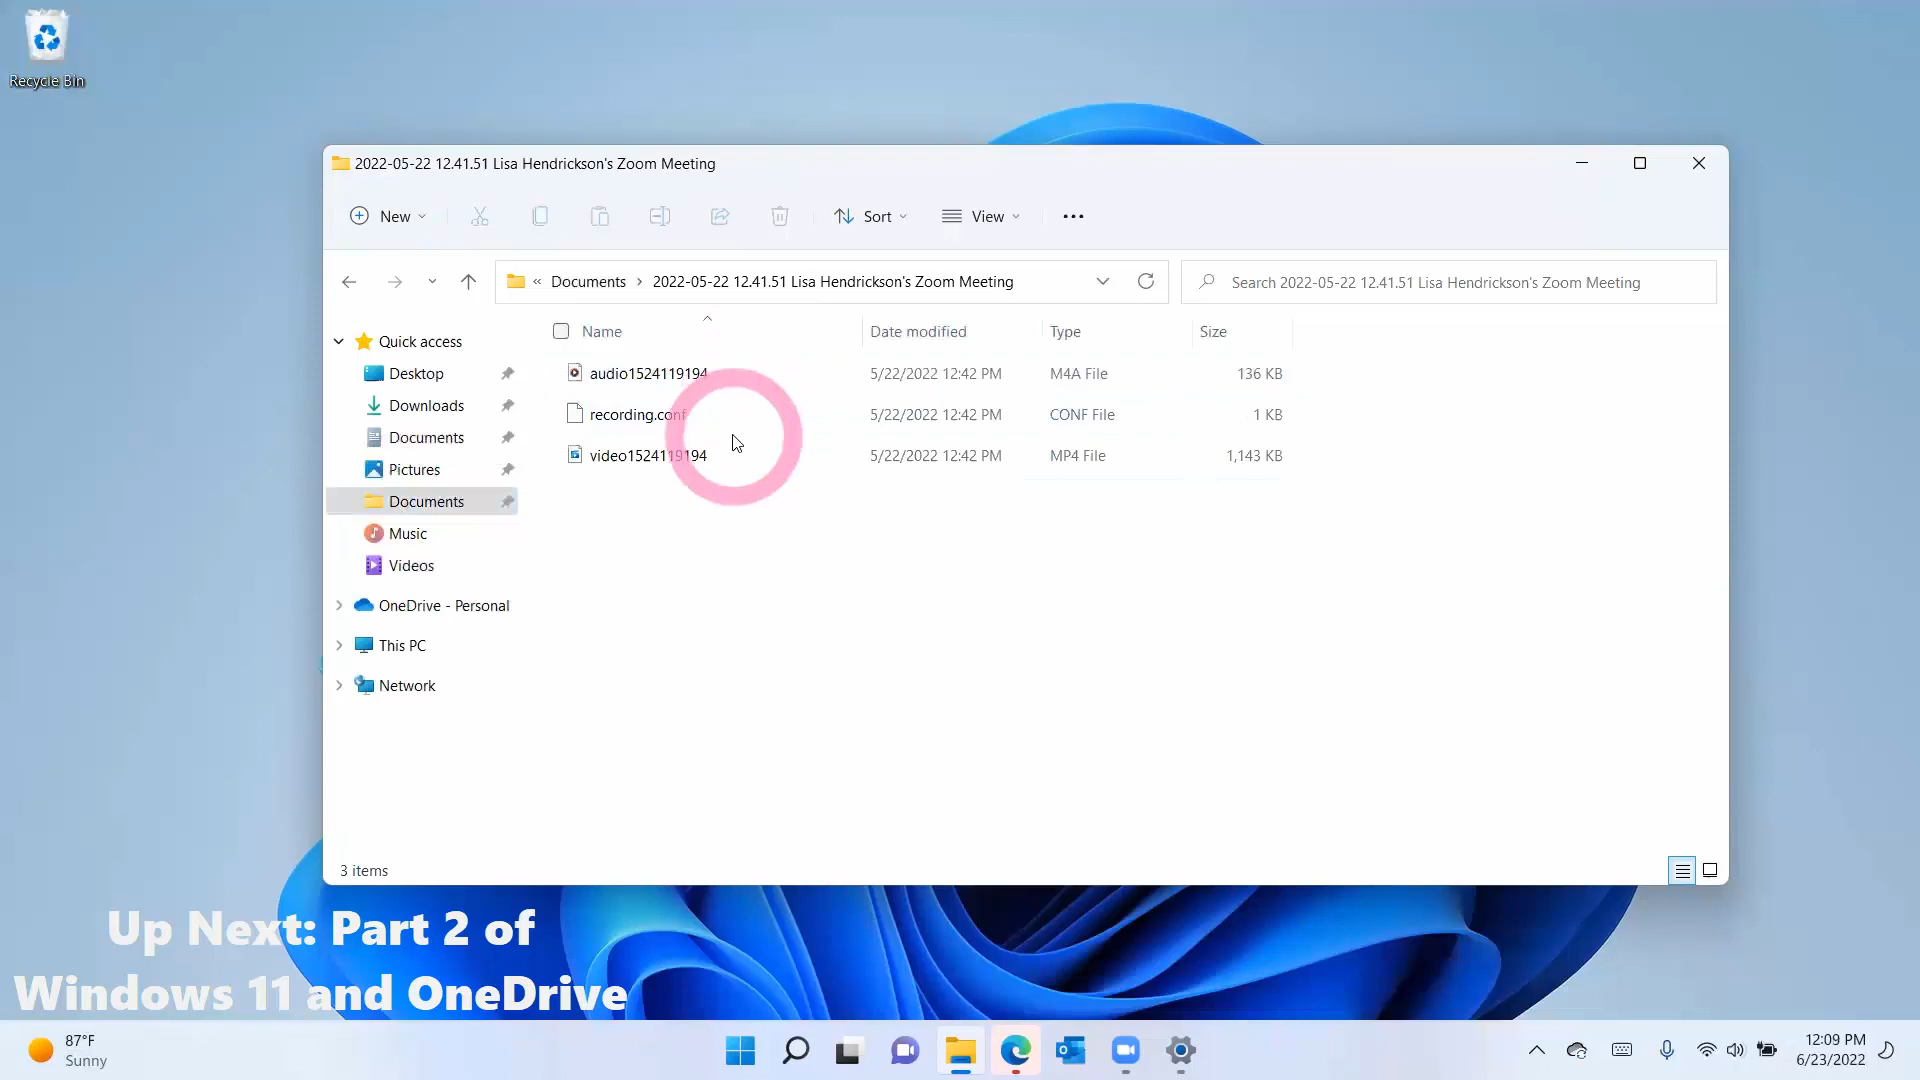 Recycle Bin
2022-05-22 12.41.51 Lisa Hendrickson's Zoom Meeting
New
Sort
View
« Documents > 2022-05-22 12.41.51 Lisa Hendrickson's Zoom Meeting
Search 2022-05-22 12.41.51 Lisa Hendrickson's Zoom Meeting
Quick access
Desktop
Downloads
Documents
Pictures
Documents
Music
Videos
OneDrive - Personal
This PC
Network
Name Date modified Type Size
audio1524119194 5/22/2022 12:42 PM M4A File 136 KB
recording.conf 5/22/2022 12:42 PM CONF File 1 KB
video1524119194 5/22/2022 12:42 PM MP4 File 1,143 KB
3 items
Up Next: Part 2 of
Windows 11 and OneDrive
87°F
Sunny
12:09 PM
6/23/2022